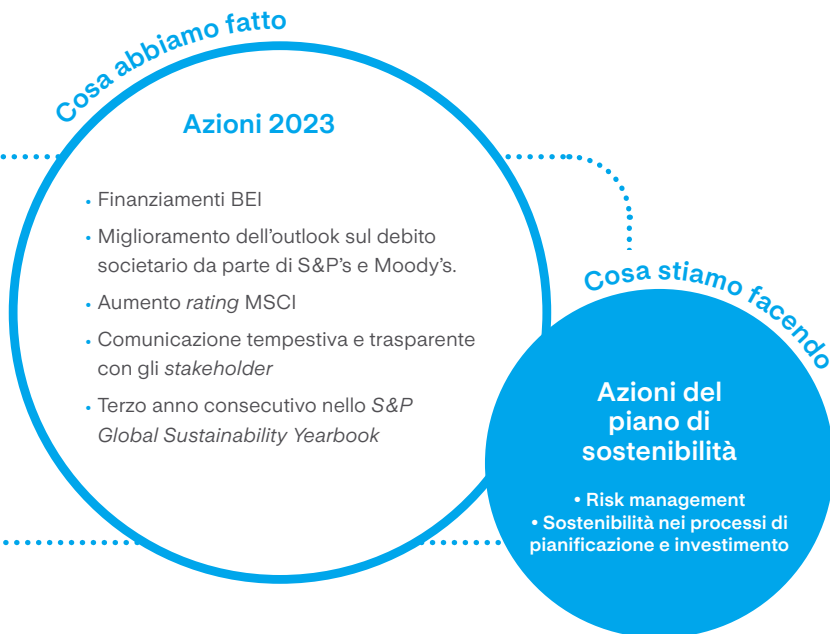 Cosa abbiamo fatto
Azioni 2023
• Finanziamenti BEI
• Miglioramento dell'outlook sul debito
societario da parte di S&P's e Moody's.
• Aumento rating MSCI
• Comunicazione tempestiva e trasparente
con gli stakeholder
• Terzo anno consecutivo nello S&P
Global Sustainability Yearbook
Cosa stiamo facendo
Azioni del
piano di
sostenibilità
• Risk management
• Sostenibilità nei processi di
pianificazione e investimento